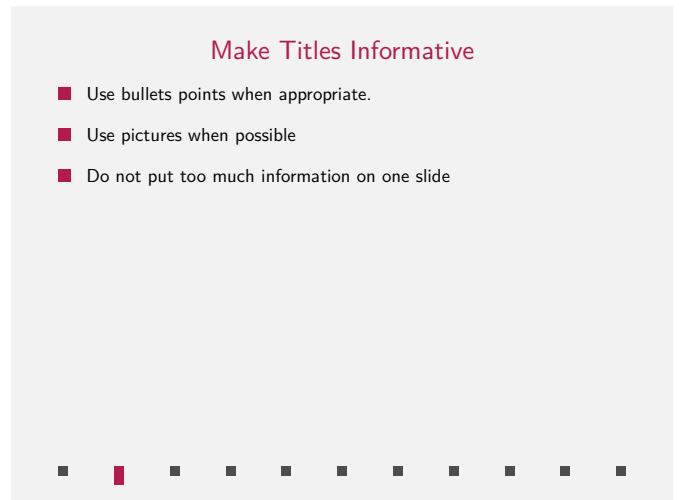 Make Titles Informative
Use bullets points when appropriate.
Use pictures when possible
Do not put too much information on one slide